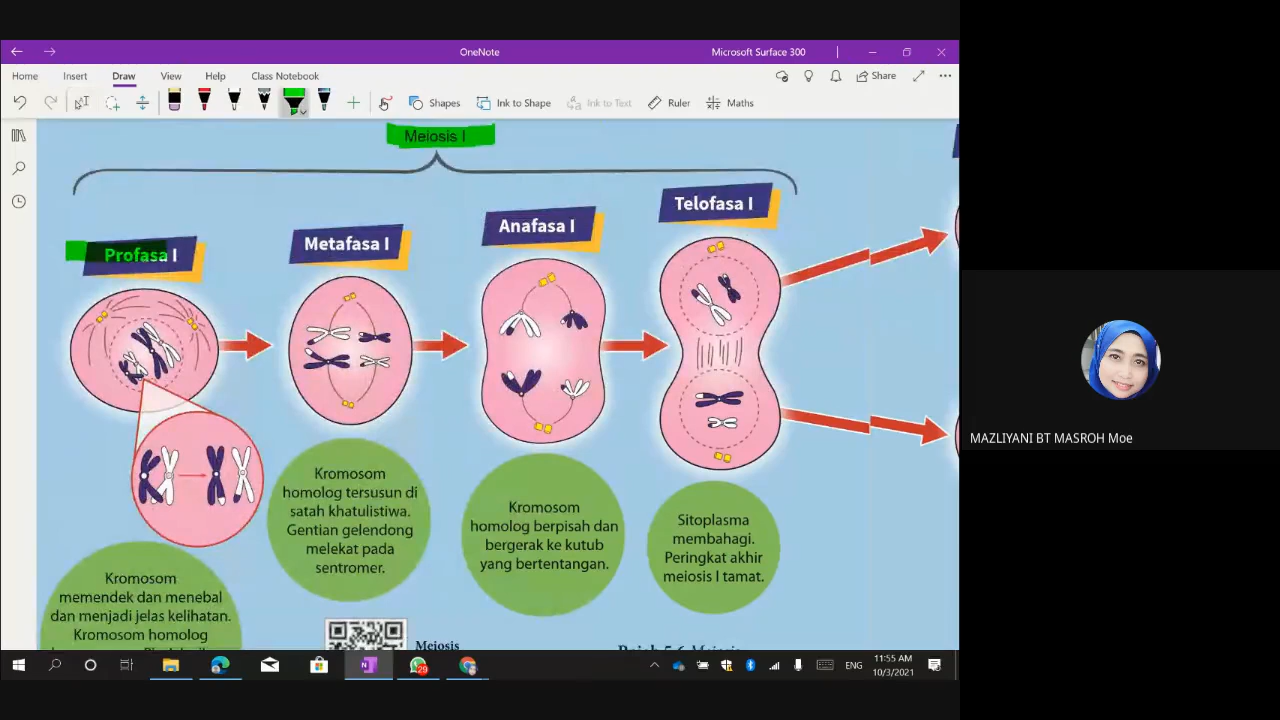 OneNote
Microsoft Surface 300
Home
Insert
Draw
View
Help
Class Notebook
Share
Shapes
Ink to Shape
Ink to Text
Ruler
Maths
Meiosis I
Profasa I
Metafasa I
Anafasa I
Telofasa I
Kromosom
homolog tersusun di
satah khatulistiwa.
Gentian gelendong
melekat pada
sentromer.
Kromosom
homolog berpisah dan
bergerak ke kutub
yang bertentangan.
Sitoplasma
membahagi.
Peringkat akhir
meiosis I tamat.
Kromosom
memendek dan menebal
dan menjadi jelas kelihatan.
Kromosom homolog
Meiosis
MAZLIYANI BT MASROH Moe
29
ENG
11:55 AM
10/3/2021